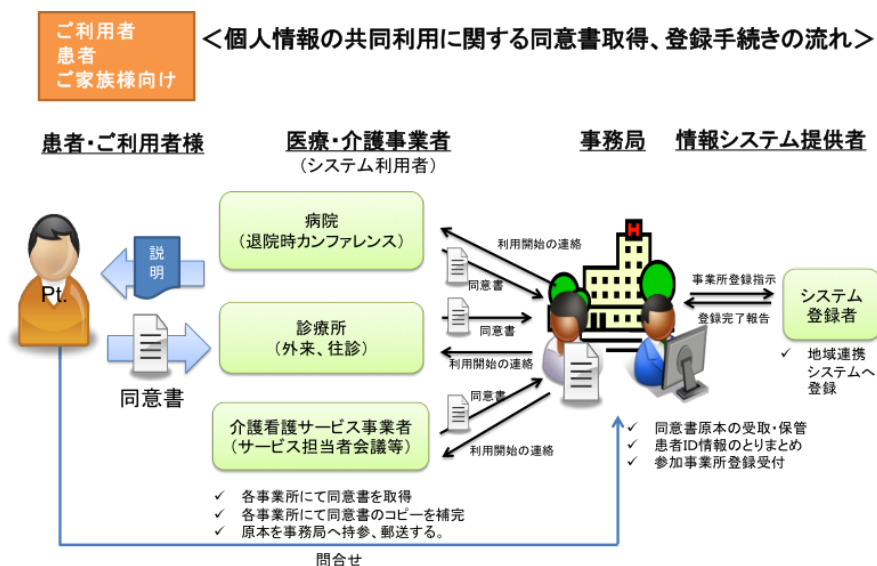 ご利用者
患者
ご家族様向け
＜個人情報の共同利用に関する同意書取得、登録手続きの流れ＞
患者・ご利用者様
医療・介護事業者
（システム利用者）
事務局
情報システム提供者
H
病院
（退院時カンファレンス）
説明
Pt.
同意書
診療所
（外来、往診）
介護看護サービス事業者
（サービス担当者会議等）
利用開始の連絡
同意書
同意書
利用開始の連絡
同意書
利用開始の連絡
事業所登録指示
登録完了報告
システム
登録者
✓ 地域連携
システムへ
登録
✓ 同意書原本の受取・保管
✓ 患者ID情報のとりまとめ
✓ 参加事業所登録受付
✓ 各事業所にて同意書を取得
✓ 各事業所にて同意書のコピーを補完
✓ 原本を事務局へ持参、郵送する。
問合せ